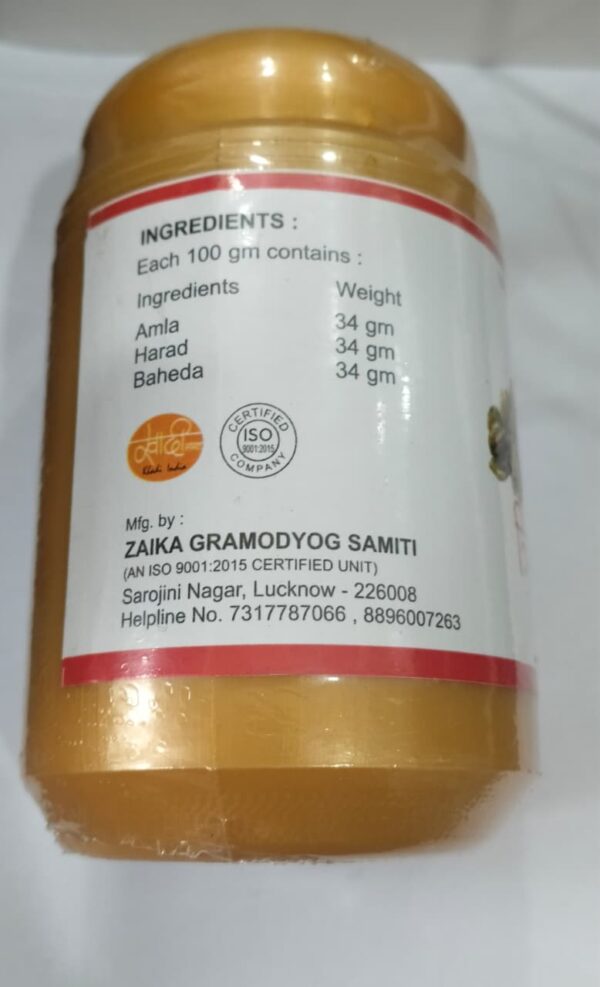 INGREDIENTS :
Each 100 gm contains :
Ingredients Weight
Amla 34 gm
Harad 34 gm
Baheda 34 gm
खादी
Khadi India
CERTIFIED
ISO
9001:2015
COMPANY
Mfg. by :
ZAIKA GRAMODYOG SAMITI
(AN ISO 9001:2015 CERTIFIED UNIT)
Sarojini Nagar, Lucknow - 226008
Helpline No. 7317787066 , 8896007263